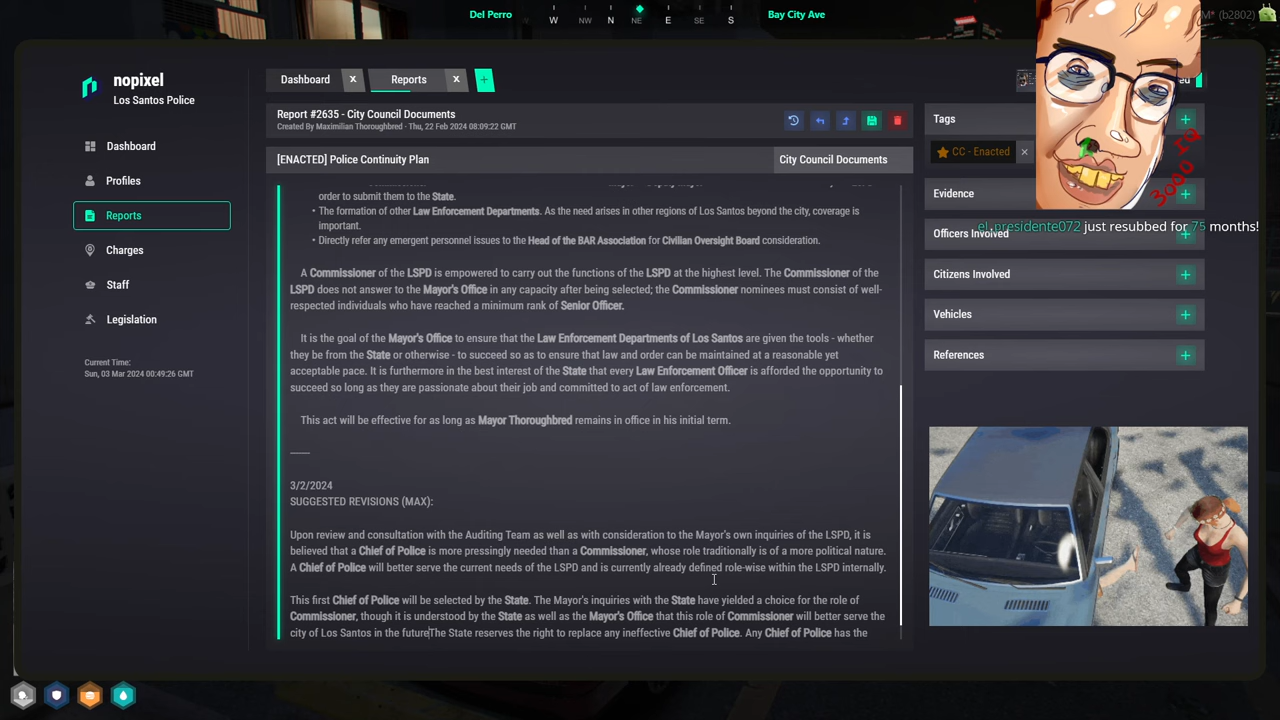 Del Perro
W NW N NE E SE S
Bay City Ave
(b2802)
nopixel
Los Santos Police
Dashboard
Profiles
Reports
Charges
Staff
Legislation
Current Time:
Sun, 03 Mar 2024 00:49:26 GMT
Dashboard x Reports x +
Report #2635 - City Council Documents
Created By Maximilian Thoroughbred · Thu, 22 Feb 2024 08:09:22 GMT
[ENACTED] Police Continuity Plan
City Council Documents
order to submit them to the State.
• The formation of other Law Enforcement Departments. As the need arises in other regions of Los Santos beyond the city, coverage is
important.
• Directly refer any emergent personnel issues to the Head of the BAR Association for Civilian Oversight Board consideration.
A Commissioner of the LSPD is empowered to carry out the functions of the LSPD at the highest level. The Commissioner of the
LSPD does not answer to the Mayor's Office in any capacity after being selected; the Commissioner nominees must consist of well-
respected individuals who have reached a minimum rank of Senior Officer.
It is the goal of the Mayor's Office to ensure that the Law Enforcement Departments of Los Santos are given the tools - whether
they be from the State or otherwise - to succeed so as to ensure that law and order can be maintained at a reasonable yet
acceptable pace. It is furthermore in the best interest of the State that every Law Enforcement Officer is afforded the opportunity to
succeed so long as they are passionate about their job and committed to act of law enforcement.
This act will be effective for as long as Mayor Thoroughbred remains in office in his initial term.
3/2/2024
SUGGESTED REVISIONS (MAX):
Upon review and consultation with the Auditing Team as well as with consideration to the Mayor's own inquiries of the LSPD, it is
believed that a Chief of Police is more pressingly needed than a Commissioner, whose role traditionally is of a more political nature.
A Chief of Police will better serve the current needs of the LSPD and is currently already defined role-wise within the LSPD internally.
This first Chief of Police will be selected by the State. The Mayor's inquiries with the State have yielded a choice for the role of
Commissioner, though it is understood by the State as well as the Mayor's Office that this role of Commissioner will better serve the
city of Los Santos in the futureThe State reserves the right to replace any ineffective Chief of Police. Any Chief of Police has the
Tags
CC - Enacted x
Evidence
Officers Involved
Citizens Involved
Vehicles
References
3000 IQ
el_presidente072 just resubbed for 75 months!